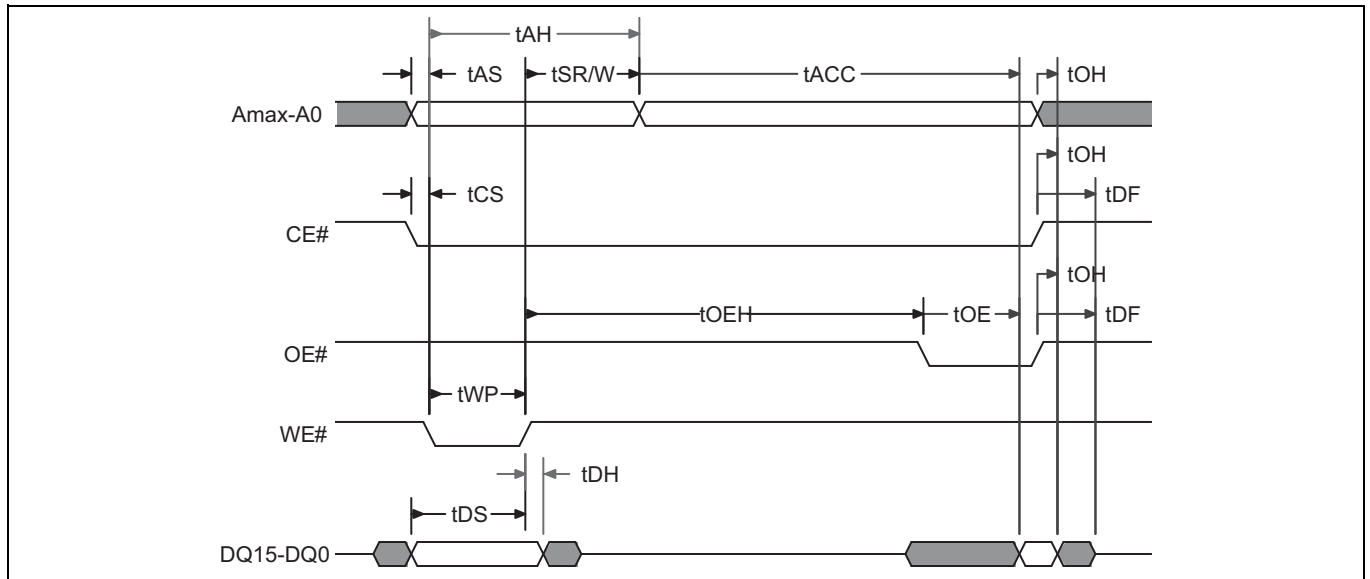 tAH
tAS tSR/W tACC tOH
Amax-A0
tOH
tCS tDF
CE#
tOH
tOEH tOE tDF
OE#
tWP
WE#
tDH
tDS
DQ15-DQ0